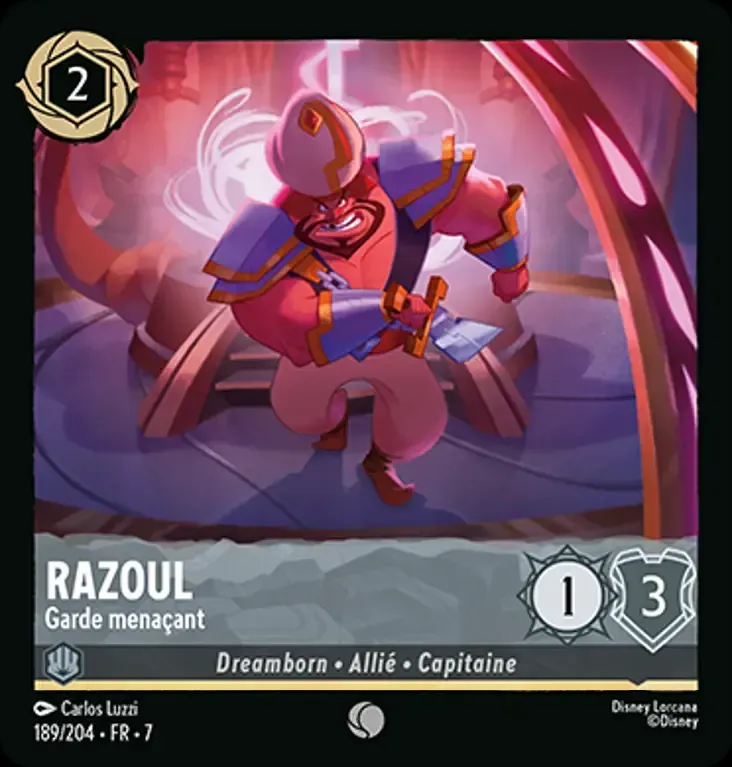 2
RAZOUL
Garde menaçant
1
3
Dreamborn • Allié • Capitaine
Carlos Luzzi
189/204 • FR • 7
Disney Lorcana
©Disney